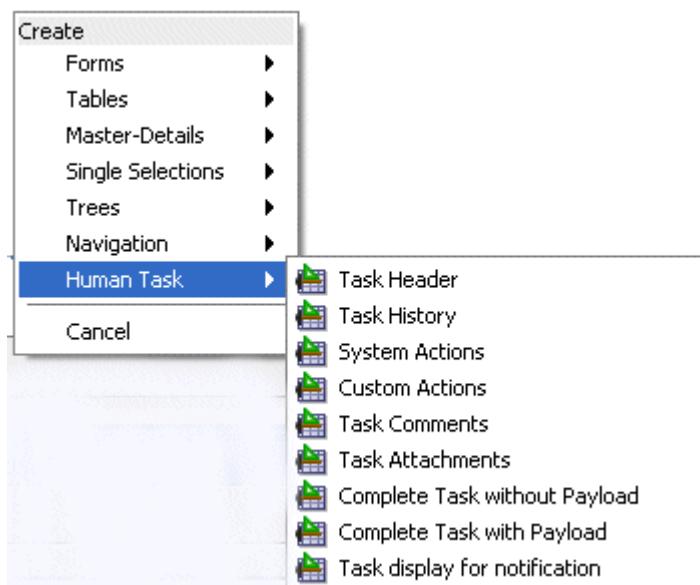 Create
Forms
Tables
Master-Details
Single Selections
Trees
Navigation
Human Task
Cancel
Task Header
Task History
System Actions
Custom Actions
Task Comments
Task Attachments
Complete Task without Payload
Complete Task with Payload
Task display for notification